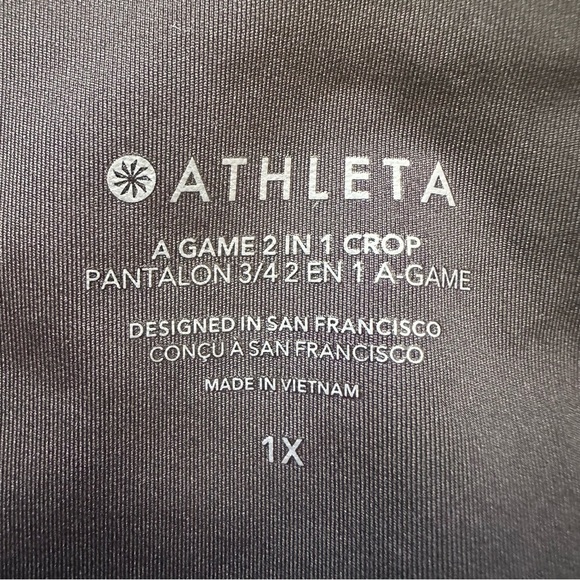 ATHLETA
A GAME 2 IN 1 CROP
PANTALON 3/4 2 EN 1 A-GAME
DESIGNED IN SAN FRANCISCO
CONÇU À SAN FRANCISCO
MADE IN VIETNAM
1X